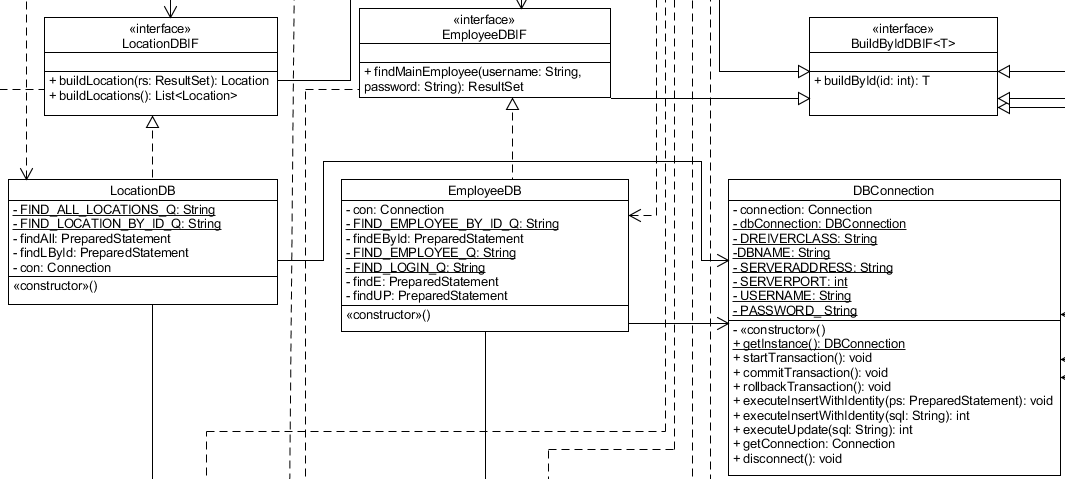 «interface»
LocationDBIF
+ buildLocation(rs: ResultSet): Location
+ buildLocations(): List<Location>
«interface»
EmployeeDBIF
+ findMainEmployee(username: String,
password: String): ResultSet
«interface»
BuildByIdDBIF<T>
+ buildById(id: int): T
LocationDB
- FIND_ALL_LOCATIONS_Q: String
- FIND_LOCATION_BY_ID_Q: String
- findAll: PreparedStatement
- findLById: PreparedStatement
- con: Connection
«constructor»()
EmployeeDB
- con: Connection
- FIND_EMPLOYEE_BY_ID_Q: String
- findEById: PreparedStatement
- FIND_EMPLOYEE_Q: String
- FIND_LOGIN_Q: String
- findE: PreparedStatement
- findUP: PreparedStatement
«constructor»()
DBConnection
- connection: Connection
- dbConnection: DBConnection
- DREIVERCLASS: String
-DBNAME: String
- SERVERADDRESS: String
- SERVERPORT: int
- USERNAME: String
- PASSWORD_ String
- «constructor»()
+ getInstance(): DBConnection
+ startTransaction(): void
+ commitTransaction(): void
+ rollbackTransaction(): void
+ executeInsertWithIdentity(ps: PreparedStatement): void
+ executeInsertWithIdentity(sql: String): int
+ executeUpdate(sql: String): int
+ getConnection: Connection
+ disconnect(): void